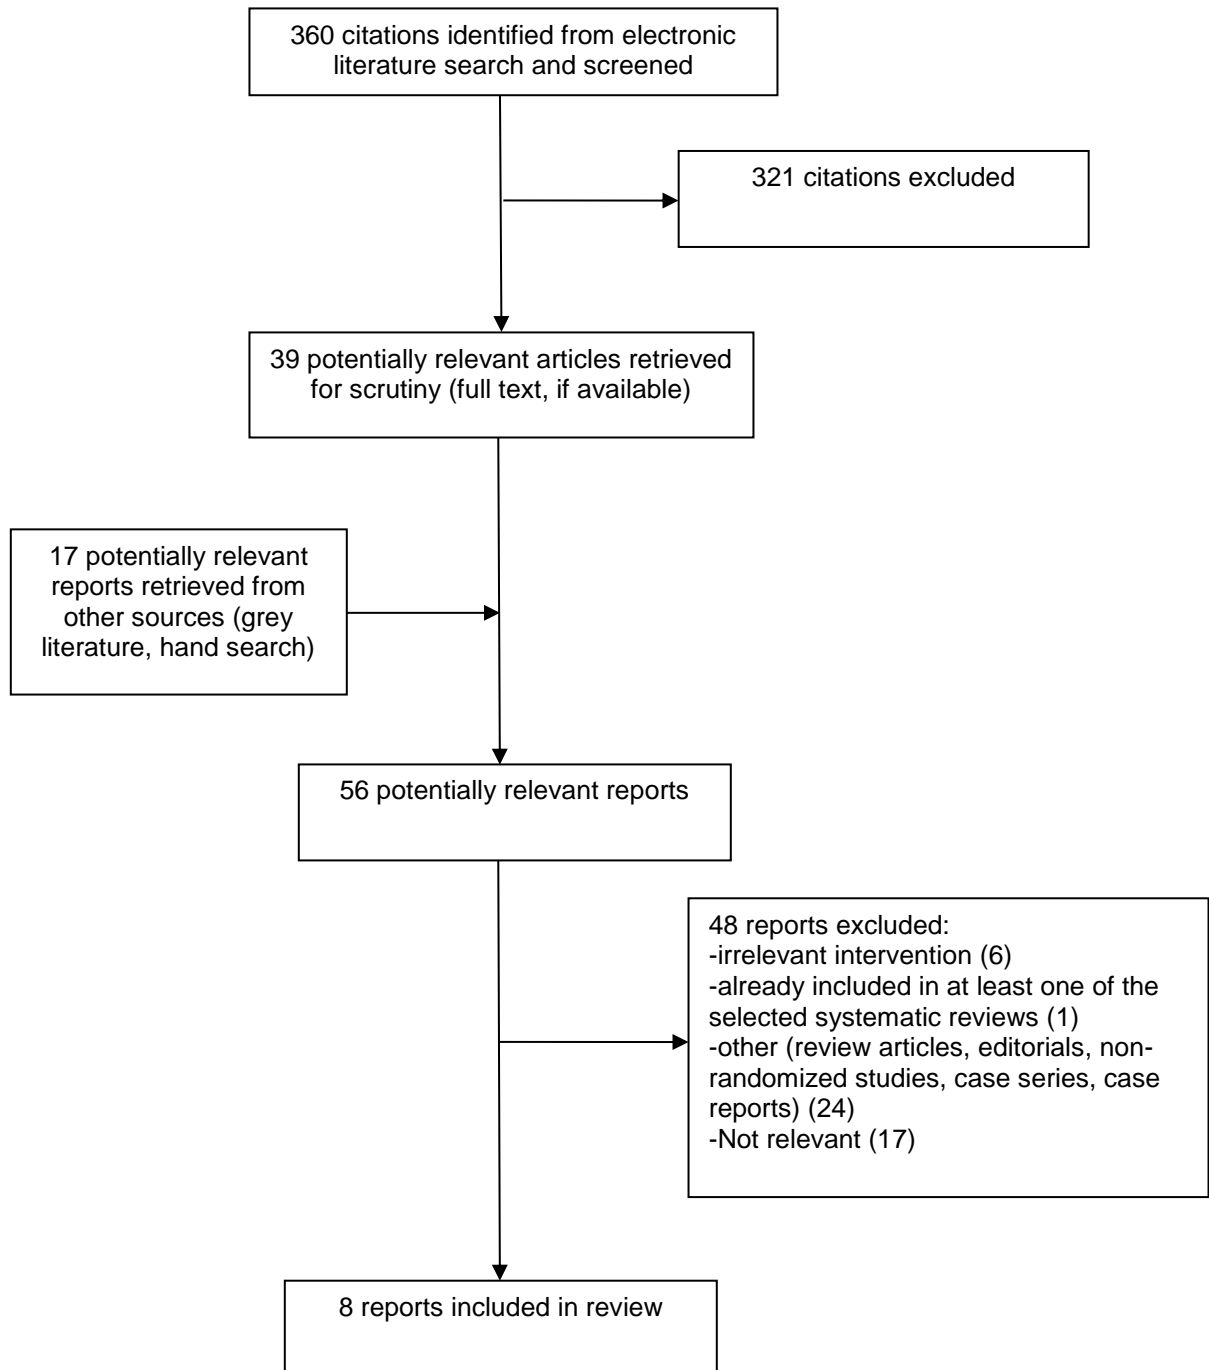 360 citations identified from electronic
literature search and screened
321 citations excluded
39 potentially relevant articles retrieved
for scrutiny (full text, if available)
17 potentially relevant
reports retrieved from
other sources (grey
literature, hand search)
56 potentially relevant reports
48 reports excluded:
-irrelevant intervention (6)
-already included in at least one of the
selected systematic reviews (1)
-other (review articles, editorials, non-
randomized studies, case series, case
reports) (24)
-Not relevant (17)
8 reports included in review